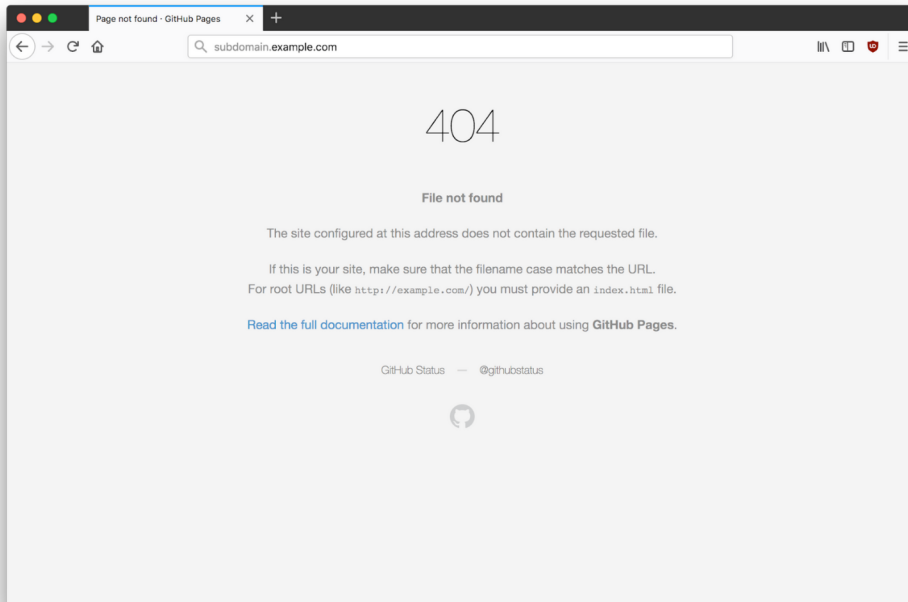 Page not found · GitHub Pages
subdomain.example.com
404
File not found
The site configured at this address does not contain the requested file.
If this is your site, make sure that the filename case matches the URL.
For root URLs (like http://example.com/) you must provide an index.html file.
Read the full documentation for more information about using GitHub Pages.
GitHub Status — @githubstatus